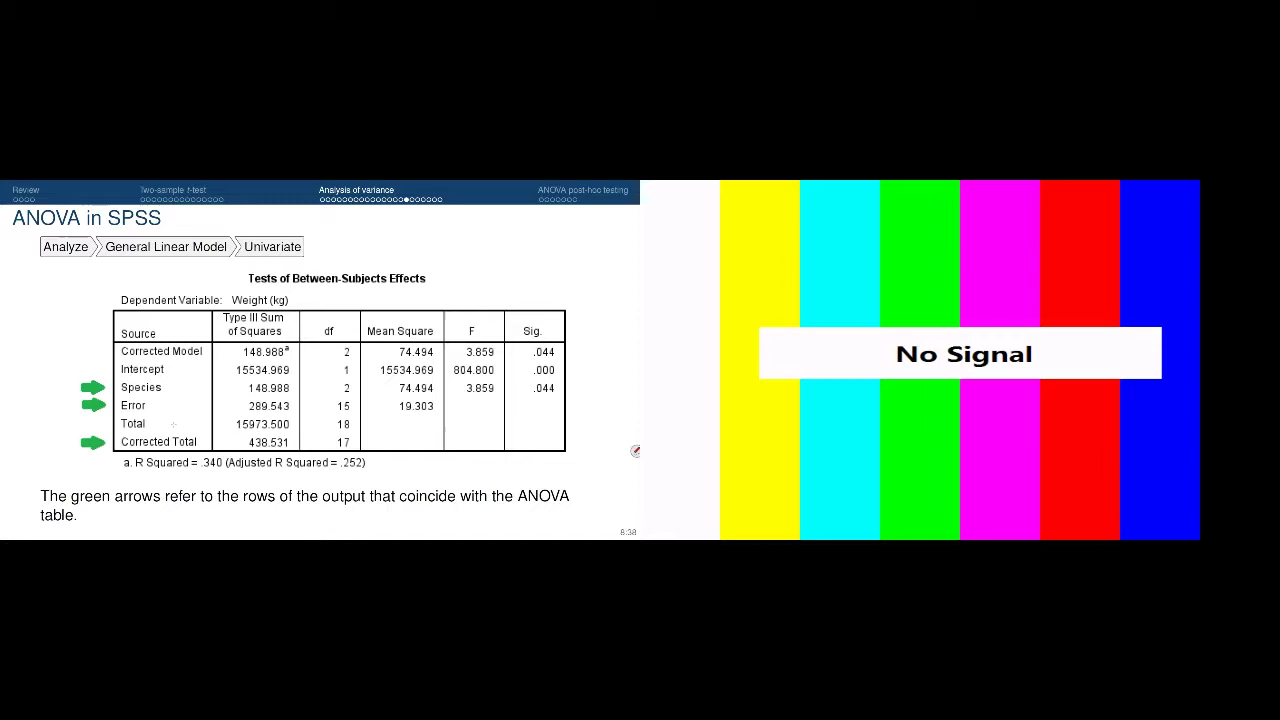 Review Two-sample t-test Analysis of variance ANOVA post-hoc testing
ANOVA in SPSS
Analyze General Linear Model Univariate
Tests of Between-Subjects Effects
Dependent Variable: Weight (kg)
Source Type III Sum of Squares df Mean Square F Sig.
Corrected Model 148.988a 2 74.494 3.859 .044
Intercept 15534.969 1 15534.969 804.800 .000
Species 148.988 2 74.494 3.859 .044
Error 289.543 15 19.303
Total 15973.500 18
Corrected Total 438.531 17
a. R Squared = .340 (Adjusted R Squared = .252)
The green arrows refer to the rows of the output that coincide with the ANOVA
table.
8:38
No Signal